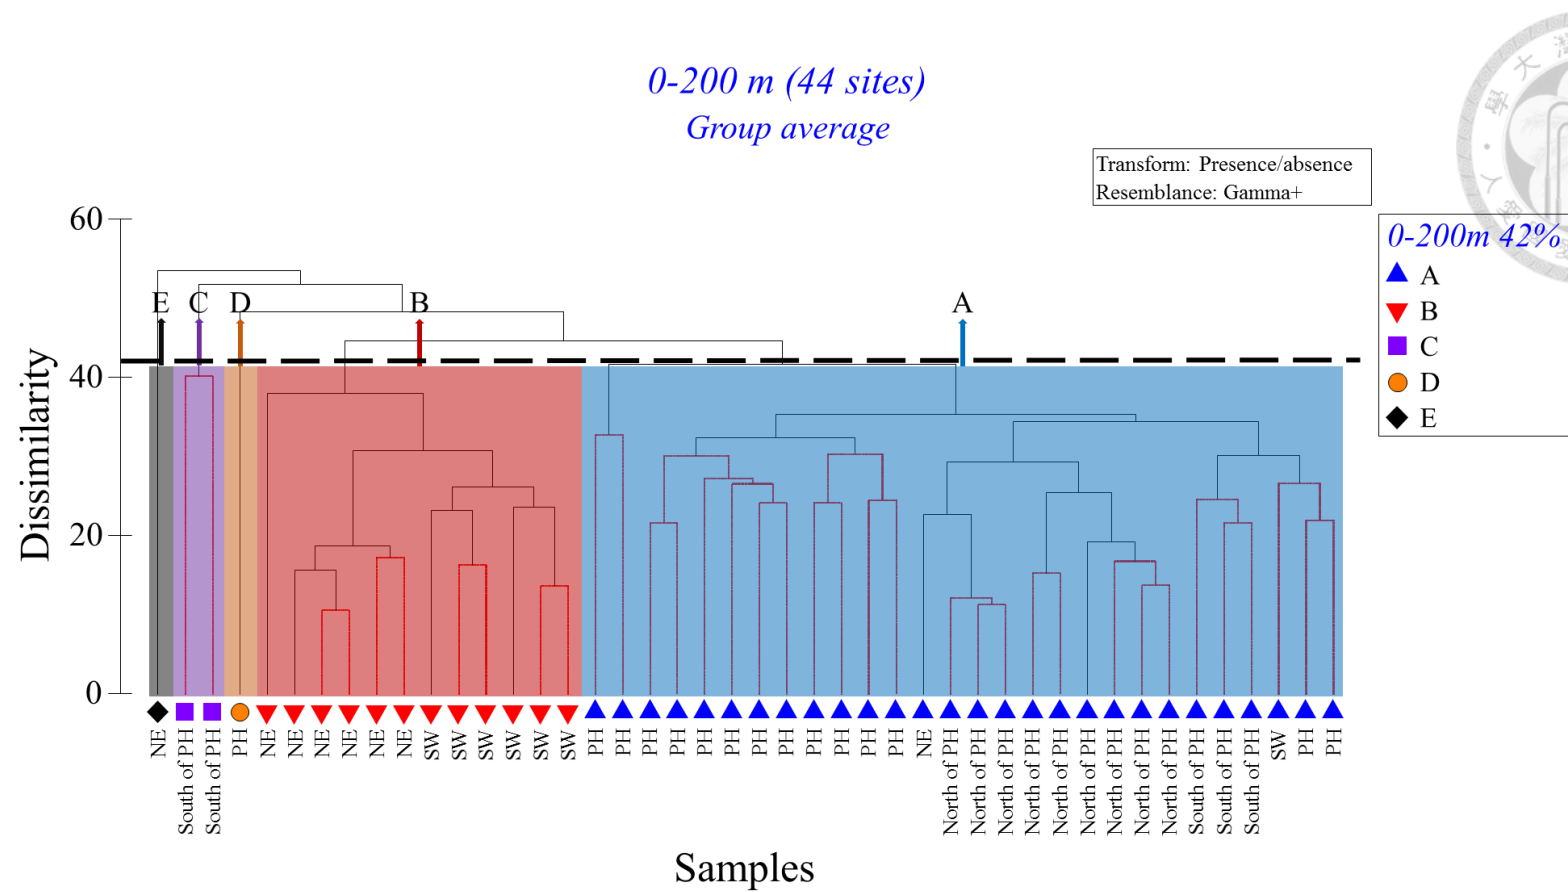 0-200 m (44 sites)
Group average
Transform: Presence/absence
Resemblance: Gamma+
大
學
0-200m 42%
A
B
C
D
E
60
40
20
0
Dissimilarity
E C D B A
NE
South of PH
South of PH
PH
NE
NE
NE
NE
NE
NE
SW
SW
SW
SW
SW
SW
PH
PH
PH
PH
PH
PH
PH
PH
PH
PH
PH
PH
NE
North of PH
North of PH
North of PH
North of PH
North of PH
North of PH
North of PH
North of PH
North of PH
South of PH
South of PH
South of PH
SW
PH
PH
Samples